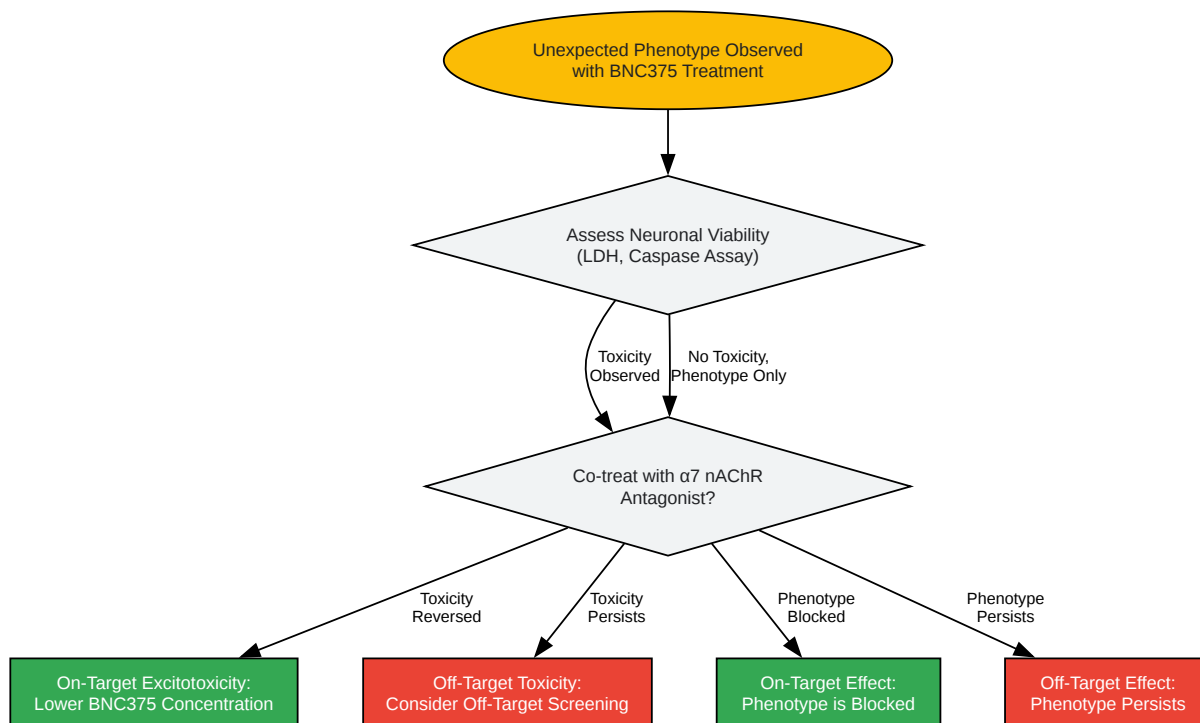 Unexpected Phenotype Observed
with BNC375 Treatment
Assess Neuronal Viability
(LDH, Caspase Assay)
Toxicity
Observed
No Toxicity,
Phenotype Only
Co-treat with α7 nAChR
Antagonist?
Toxicity
Reversed
Toxicity
Persists
Phenotype
Blocked
Phenotype
Persists
On-Target Excitotoxicity:
Lower BNC375 Concentration
Off-Target Toxicity:
Consider Off-Target Screening
On-Target Effect:
Phenotype is Blocked
Off-Target Effect:
Phenotype Persists